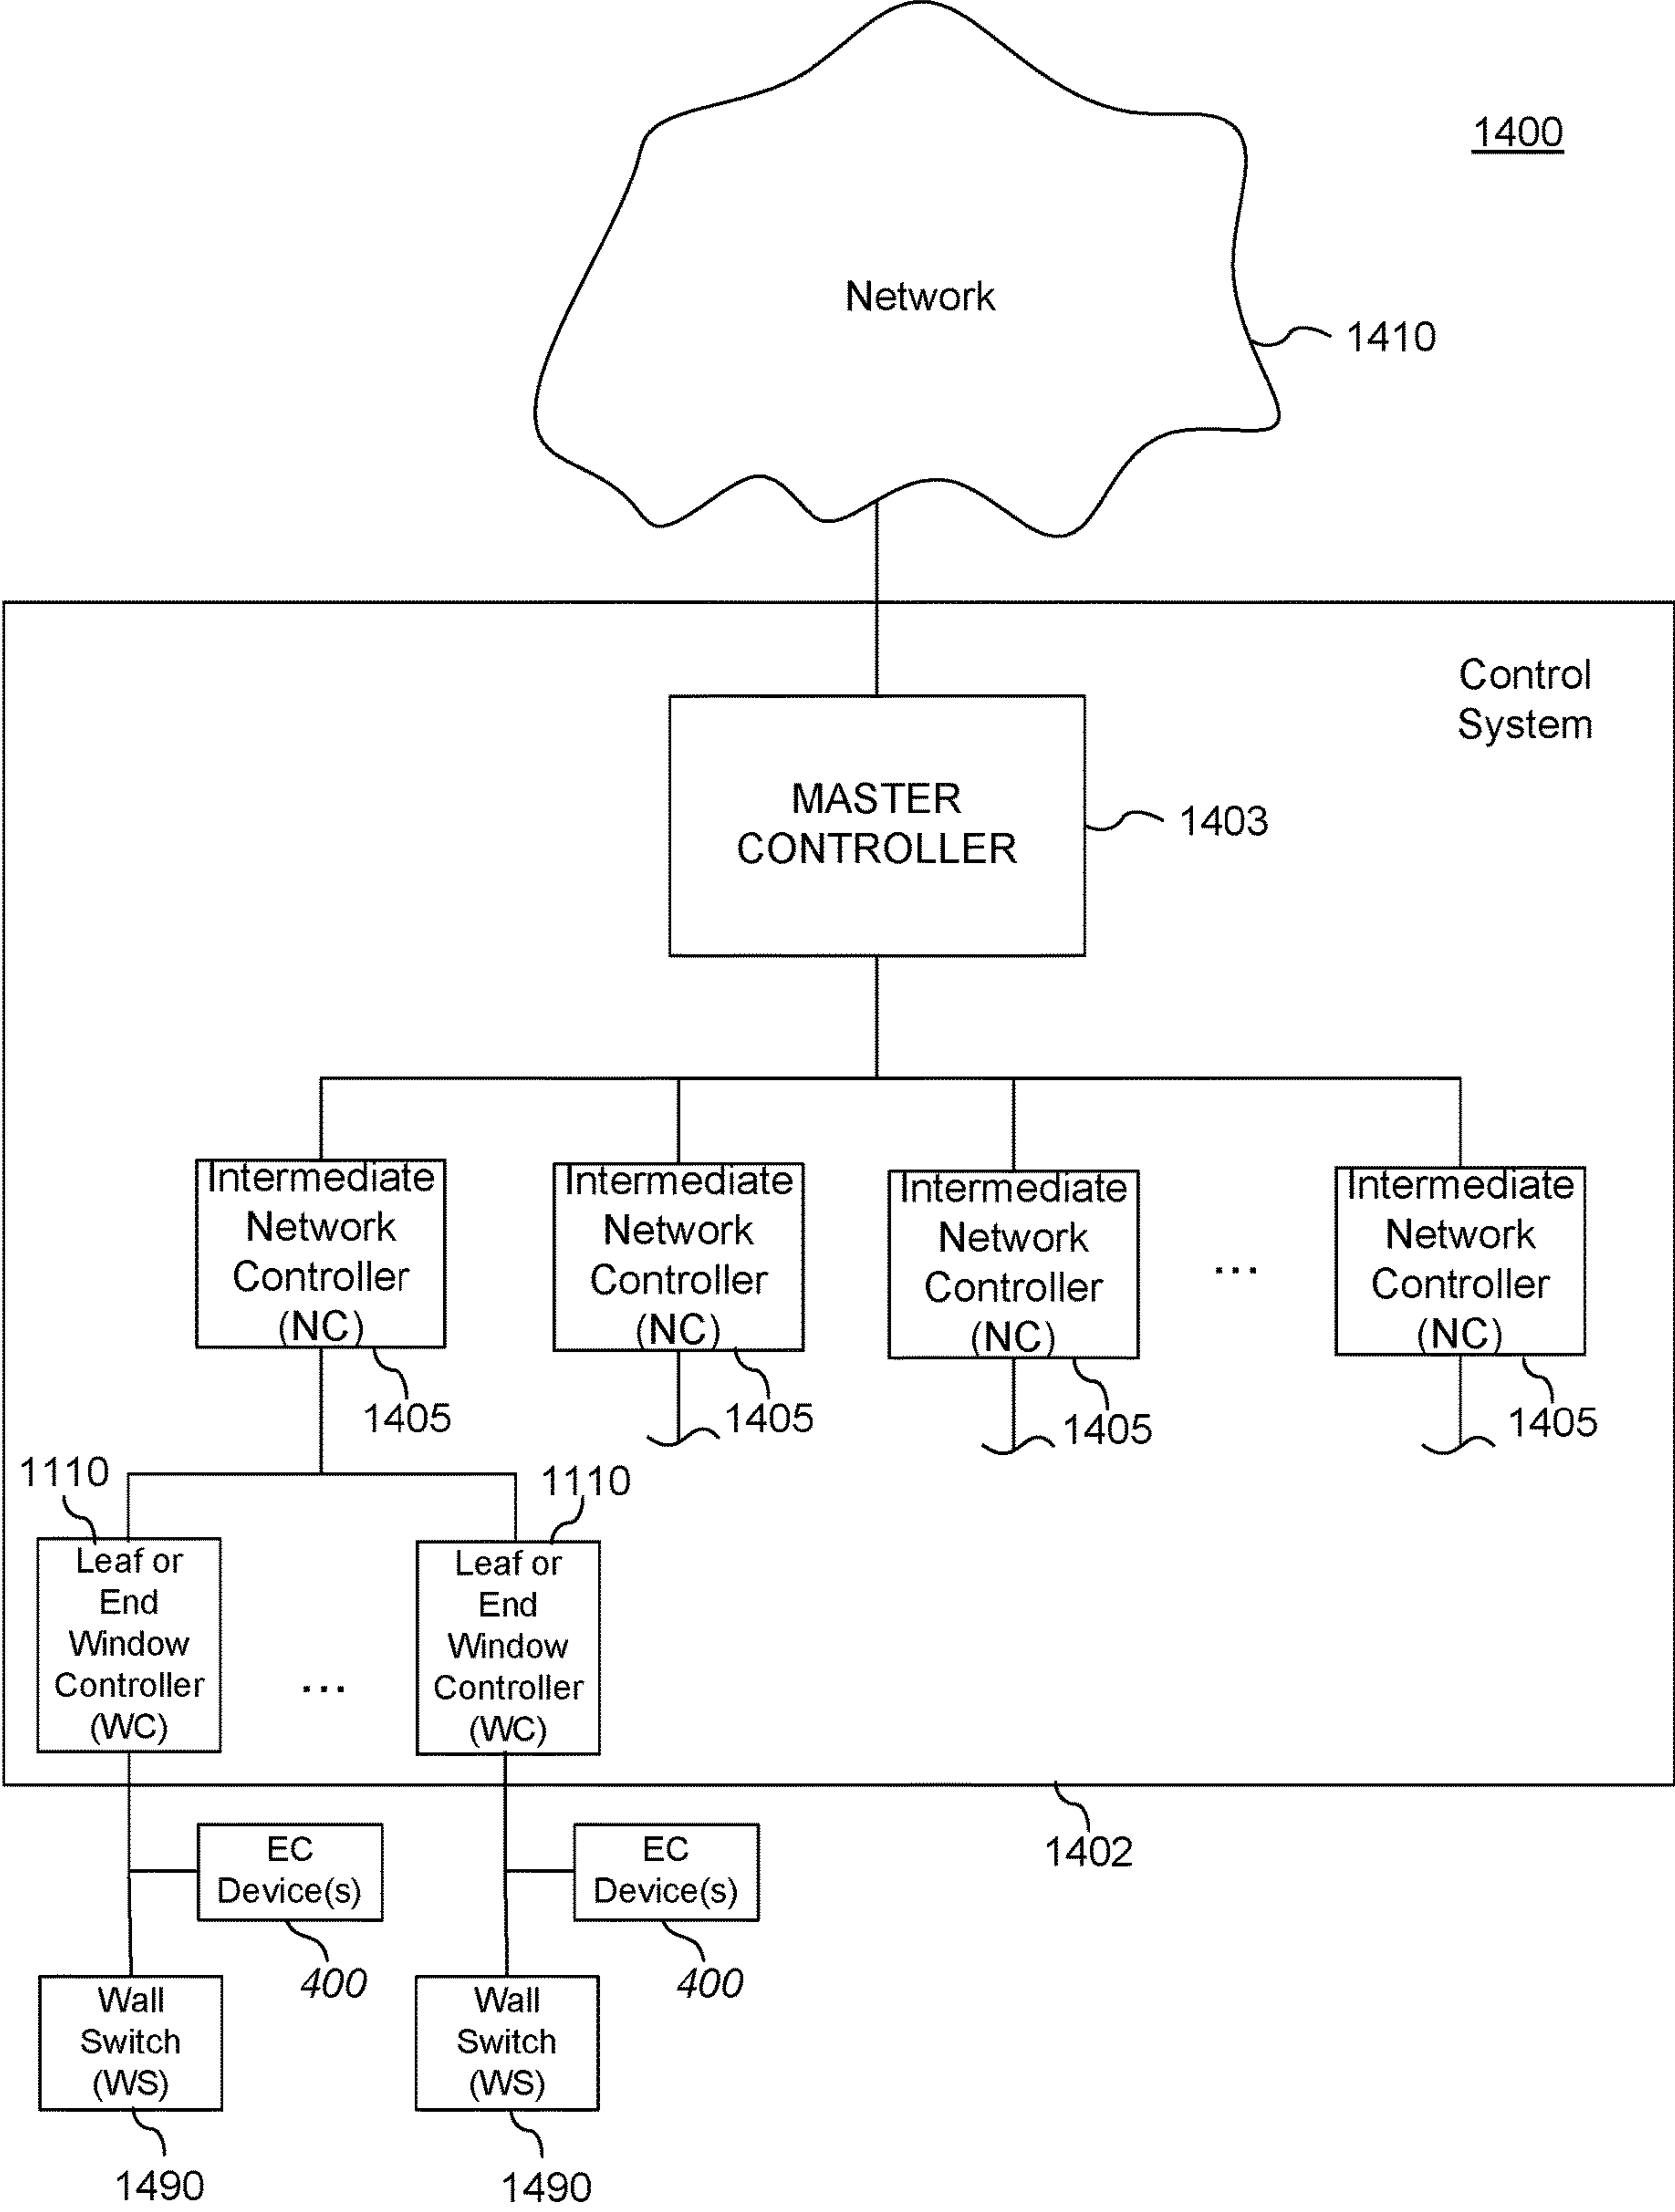 1400
Network
1410
Control
System
MASTER
CONTROLLER
1403
Intermediate
Network
Controller
(NC)
1405
Intermediate
Network
Controller
(NC)
1405
Intermediate
Network
Controller
(NC)
1405
...
Intermediate
Network
Controller
(NC)
1405
1110
Leaf or
End
Window
Controller
(WC)
...
1110
Leaf or
End
Window
Controller
(WC)
1402
EC
Device(s)
400
EC
Device(s)
400
Wall
Switch
(WS)
1490
Wall
Switch
(WS)
1490